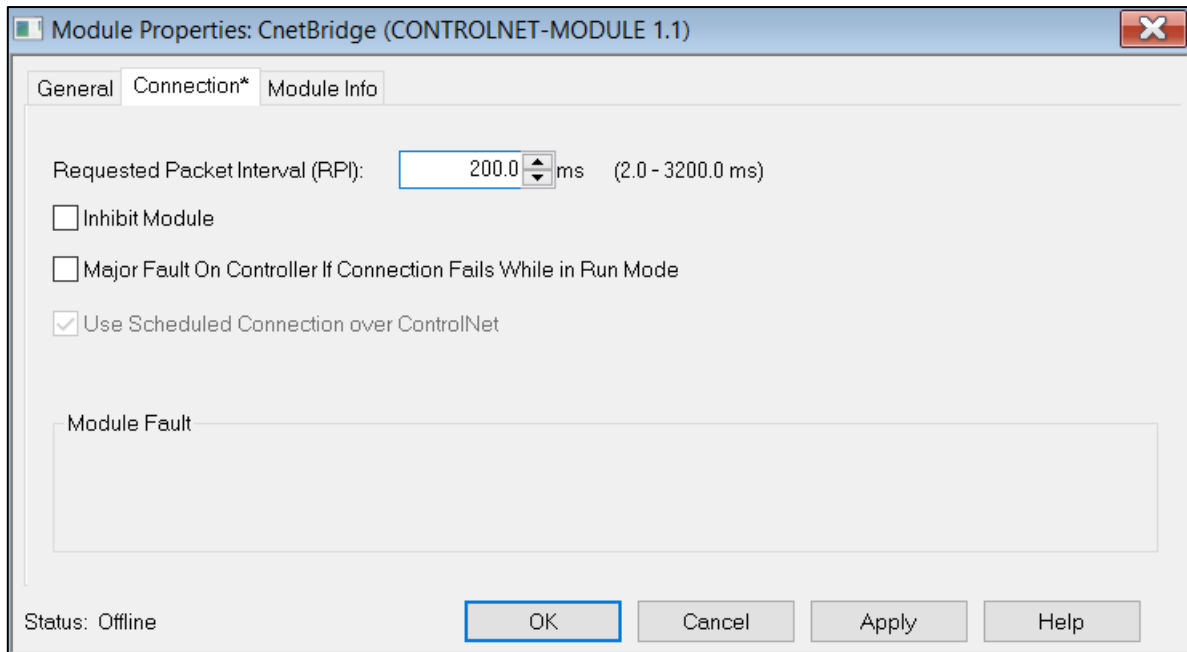 Module Properties: CnetBridge (CONTROLNET-MODULE 1.1)
General Connection* Module Info
Requested Packet Interval (RPI): 200.0 ms (2.0 - 3200.0 ms)
Inhibit Module
Major Fault On Controller If Connection Fails While in Run Mode
Use Scheduled Connection over ControlNet
Module Fault
Status: Offline OK Cancel Apply Help